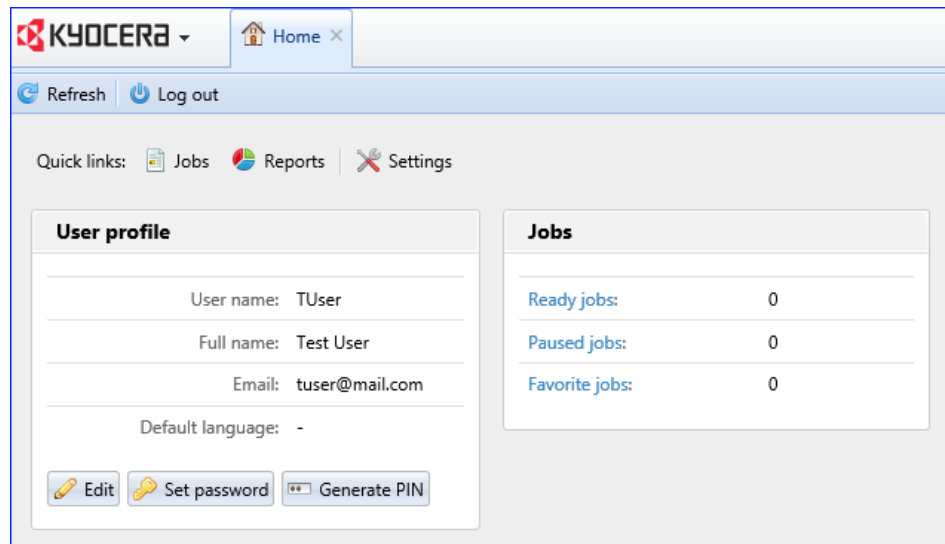 KYOCERA Home
Refresh Log out
Quick links: Jobs Reports Settings
User profile
User name: TUser
Full name: Test User
Email: tuser@mail.com
Default language: -
Edit Set password Generate PIN
Jobs
Ready jobs: 0
Paused jobs: 0
Favorite jobs: 0